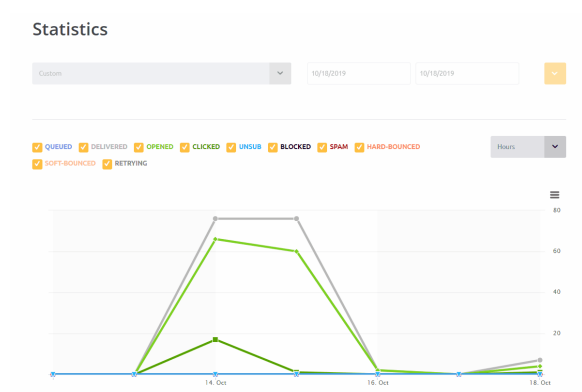 Statistics
Custom 10/18/2019 10/18/2019
QUEUED DELIVERED OPENED CLICKED UNSUB BLOCKED SPAM HARD-BOUNCED Hours
SOFT-BOUNCED RETRYING
80
60
40
20
14. Oct 16. Oct 18. Oct